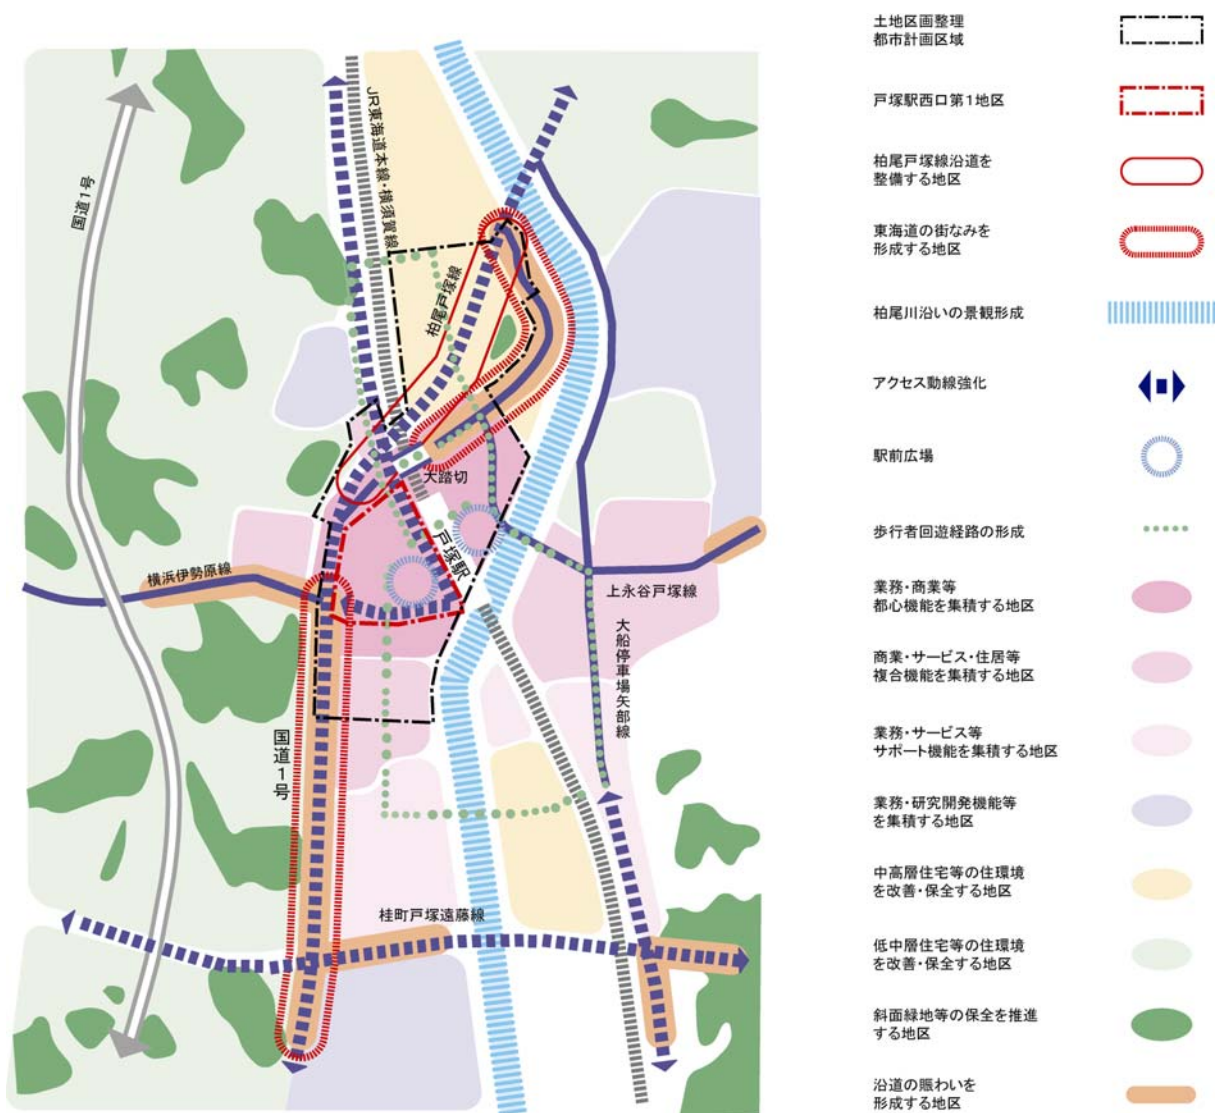 国道1号
JR東海道本線・横須賀線
柏尾戸塚線
大踏切
戸塚駅
横浜伊勢原線
上永谷戸塚線
大船停車場矢部線
国道1号
桂町戸塚遠藤線
土地区画整理
都市計画区域
戸塚駅西口第1地区
柏尾戸塚線沿道を
整備する地区
東海道の街なみを
形成する地区
柏尾川沿いの景観形成
アクセス動線強化
駅前広場
歩行者回遊経路の形成
業務・商業等
都心機能を集積する地区
商業・サービス・住居等
複合機能を集積する地区
業務・サービス等
サポート機能を集積する地区
業務・研究開発機能等
を集積する地区
中高層住宅等の住環境
を改善・保全する地区
低中層住宅等の住環境
を改善・保全する地区
斜面緑地等の保全を推進
する地区
沿道の賑わいを
形成する地区